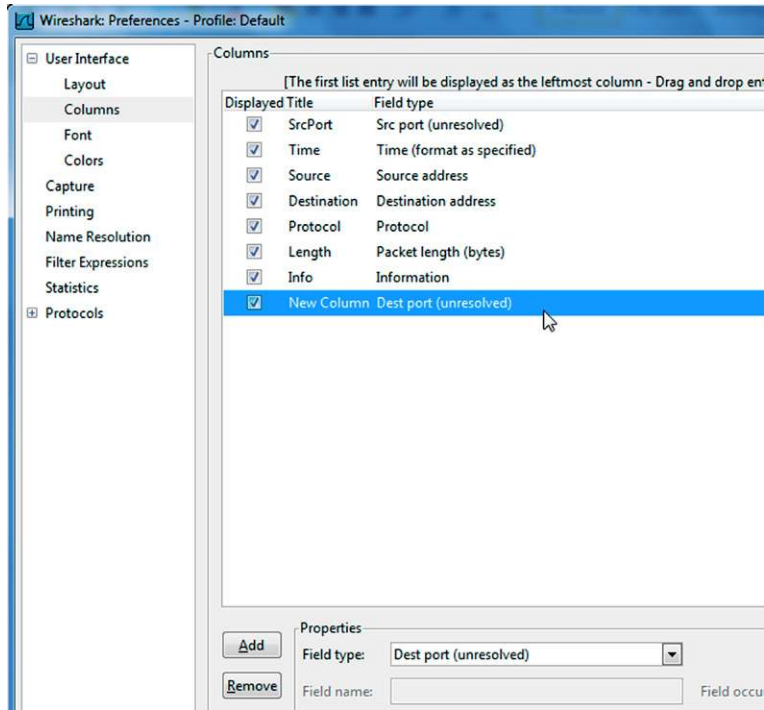 Wireshark: Preferences - Profile: Default
User Interface
Layout
Columns
Font
Colors
Capture
Printing
Name Resolution
Filter Expressions
Statistics
Protocols
Columns
[The first list entry will be displayed as the leftmost column - Drag and drop en
Displayed Title Field type
SrcPort Src port (unresolved)
Time Time (format as specified)
Source Source address
Destination Destination address
Protocol Protocol
Length Packet length (bytes)
Info Information
New Column Dest port (unresolved)
Add
Remove
Properties
Field type: Dest port (unresolved)
Field name: Field occu